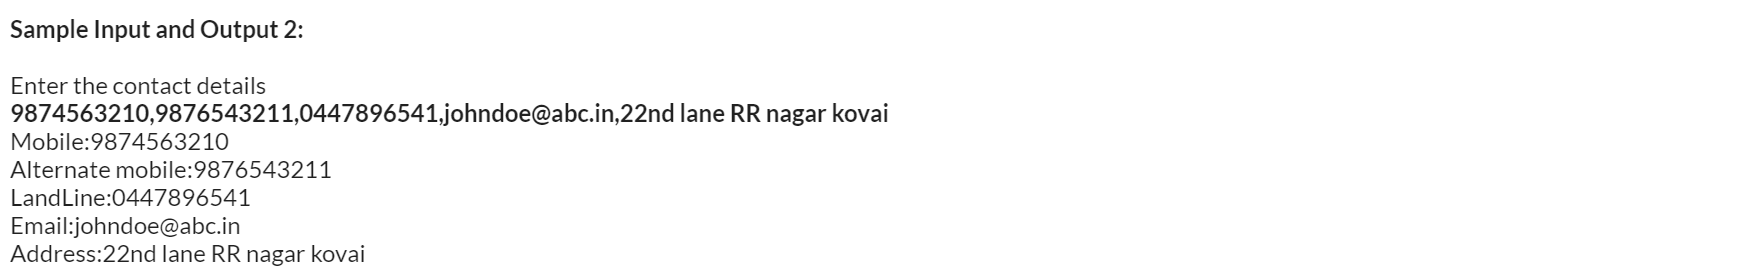 Sample Input and Output 2:
Enter the contact details
9874563210,9876543211,0447896541,johndoe@abc.in,22nd lane RR nagar kovai
Mobile:9874563210
Alternate mobile:9876543211
LandLine:0447896541
Email:johndoe@abc.in
Address:22nd lane RR nagar kovai